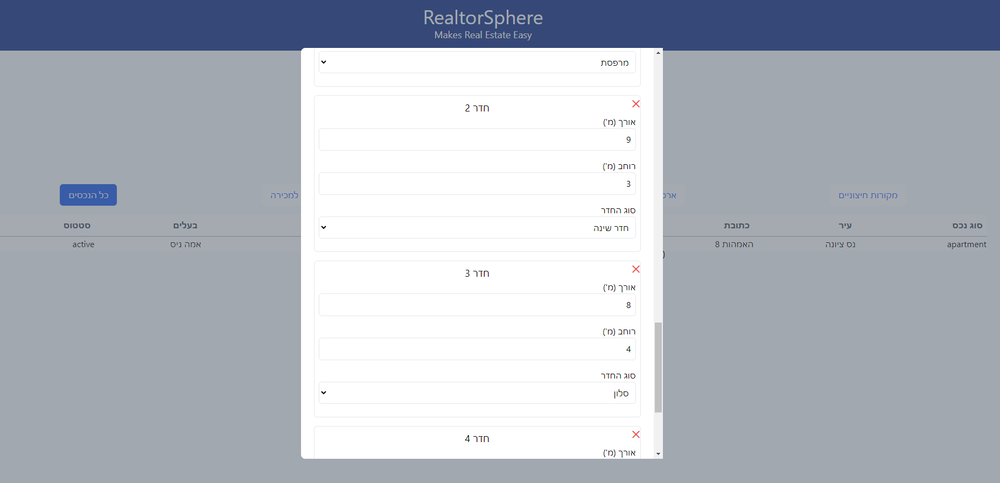 RealtorSphere
Makes Real Estate Easy
מרפסת
חדר 2
אורך (מ')
9
רוחב (מ')
3
סוג החדר
חדר שינה
חדר 3
אורך (מ')
8
רוחב (מ')
4
סוג החדר
סלון
חדר 4
אורך (מ')
מקורות חיצוניים
למכירה
כל הנכסים
סוג נכס
עיר
כתובת
בעלים
סטטוס
apartment
נס ציונה
האמהות 8
אמה ניס
active